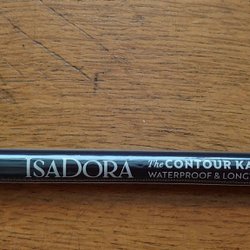 IsaDora
The CONTOUR KA
WATERPROOF & LONG